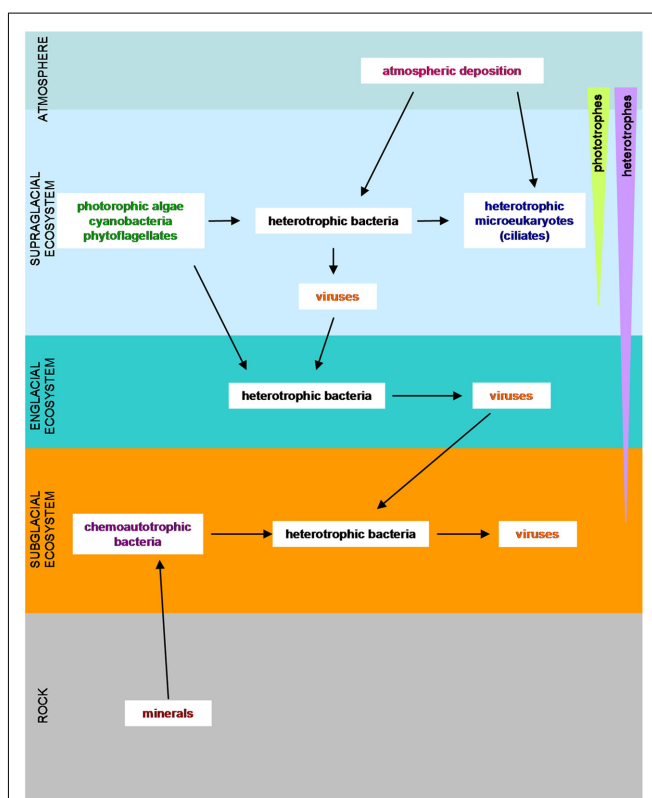 ATMOSPHERE
atmospheric deposition
phototrophes
heterotrophes
SUPRAGLACIAL
ECOSYSTEM
photorophic algae
cyanobacteria
phytoflagellates
heterotrophic bacteria
heterotrophic
microeukaryotes
(ciliates)
viruses
ENGLACIAL
ECOSYSTEM
heterotrophic bacteria
viruses
SUBGLACIAL
ECOSYSTEM
chemoautotrophic
bacteria
heterotrophic bacteria
viruses
ROCK
minerals